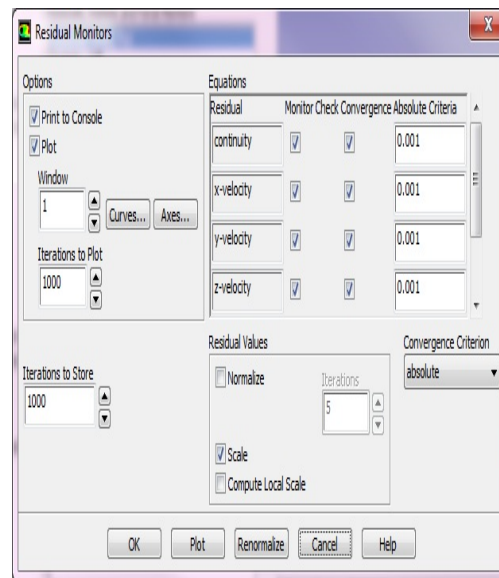 Residual Monitors
Options
Print to Console
Plot
Window
1
Curves... Axes...
Iterations to Plot
1000
Iterations to Store
1000
Equations
Residual Monitor Check Convergence Absolute Criteria
continuity 0.001
x-velocity 0.001
y-velocity 0.001
z-velocity 0.001
Residual Values
Normalize
Iterations
5
Scale
Compute Local Scale
Convergence Criterion
absolute
OK Plot Renormalize Cancel Help